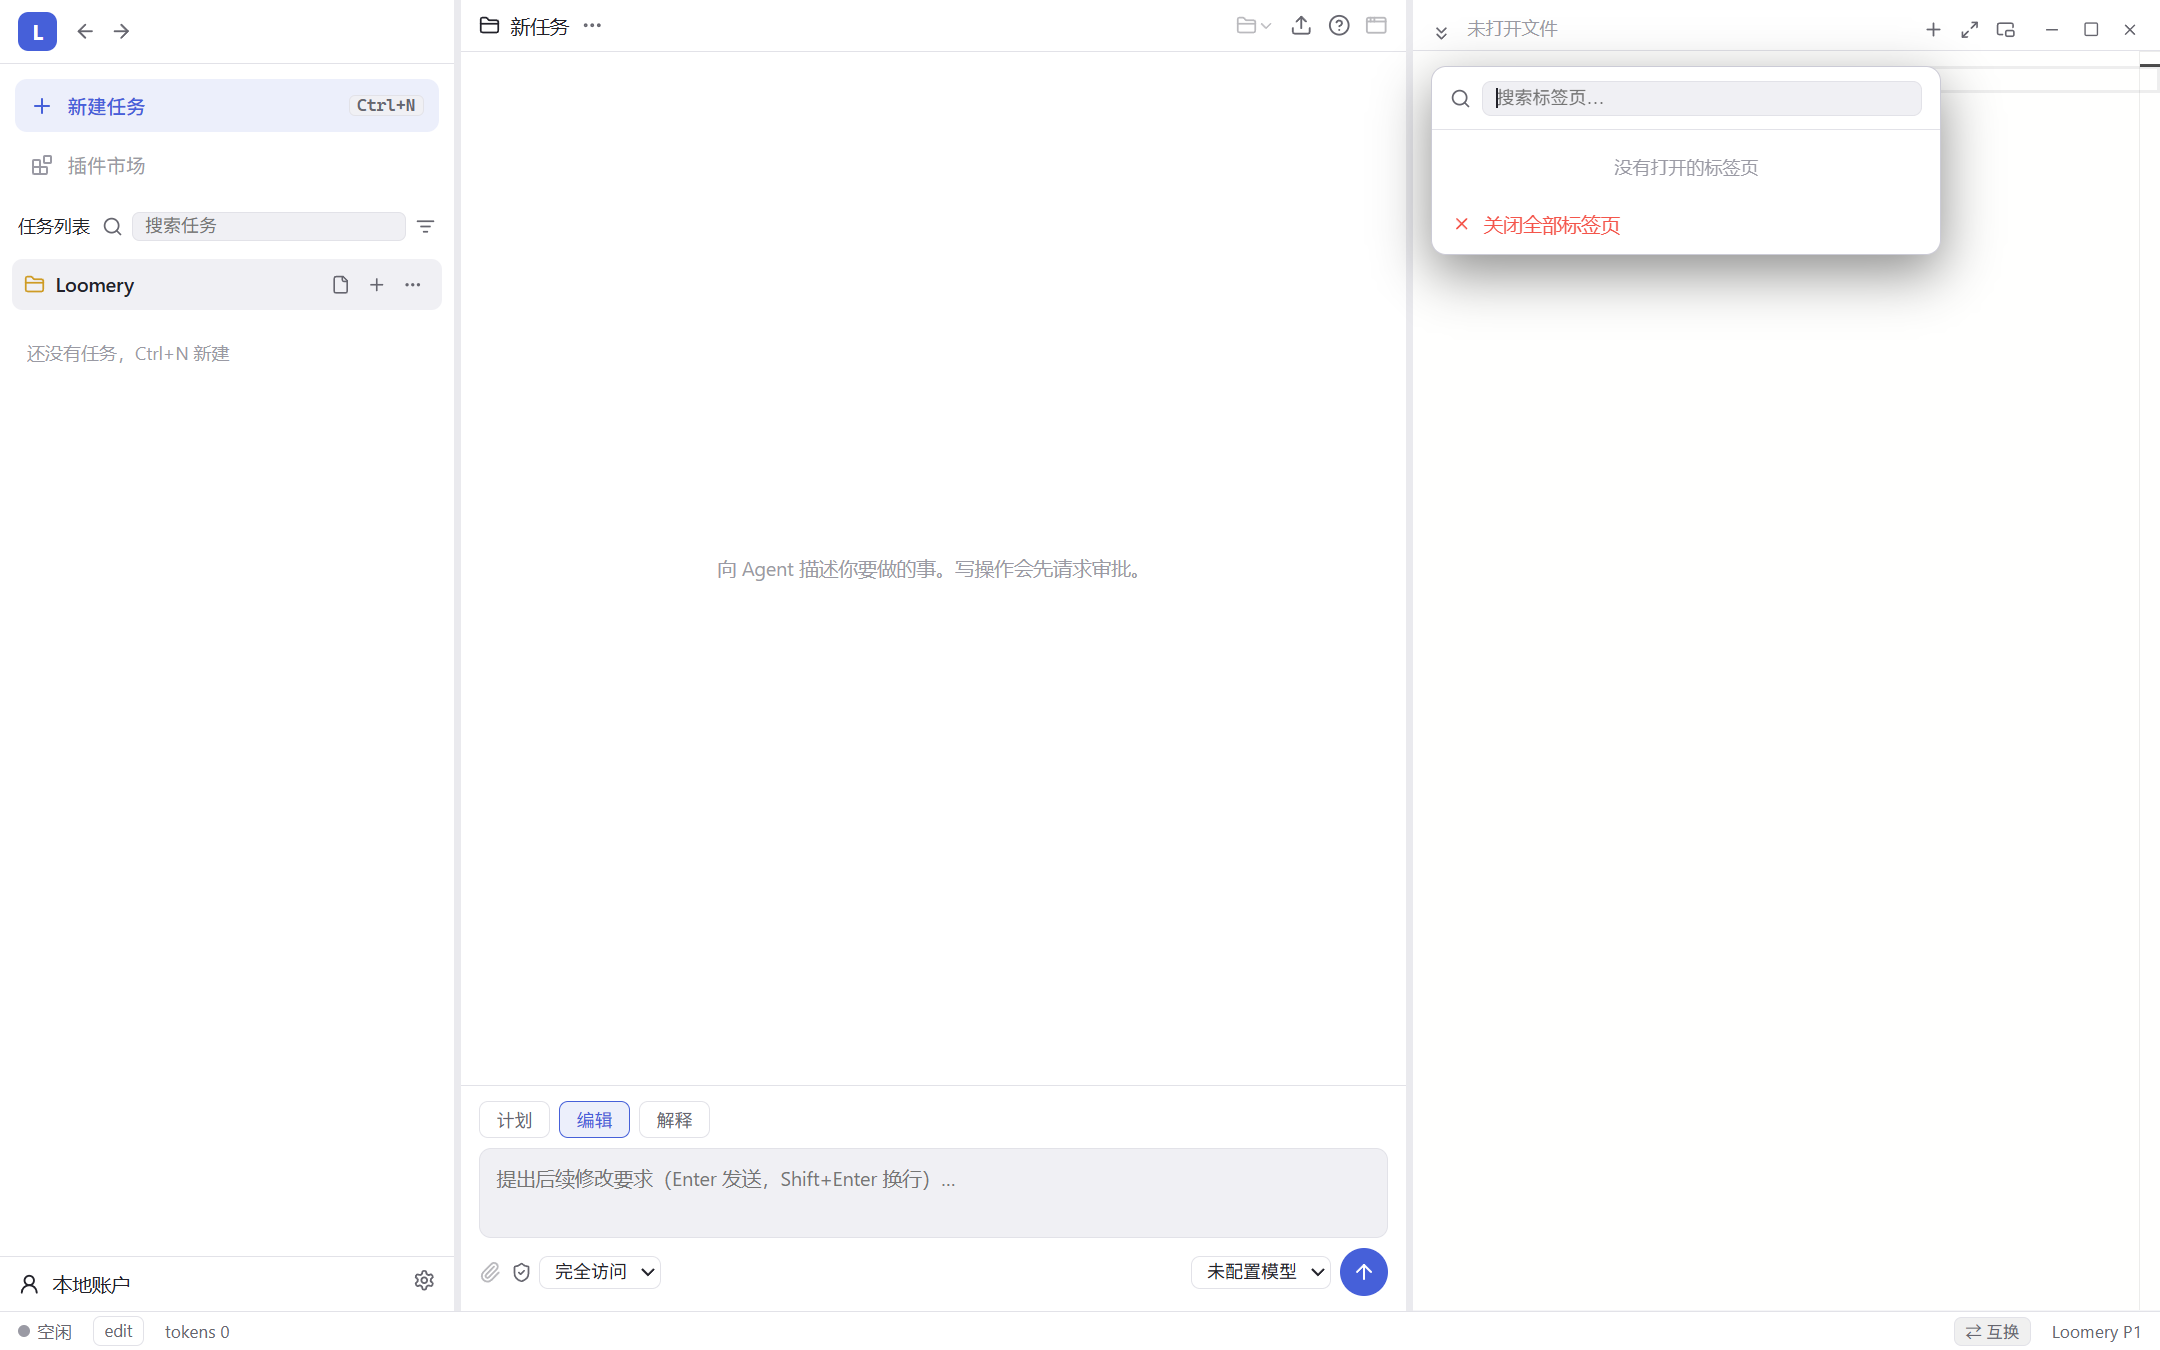 L
新建任务 Ctrl+N
插件市场
任务列表 搜索任务
Loomery
还没有任务，Ctrl+N 新建
本地账户
新任务
向 Agent 描述你要做的事。写操作会先请求审批。
计划 编辑 解释
提出后续修改要求（Enter 发送，Shift+Enter 换行）...
完全访问 未配置模型
未打开文件
搜索标签页...
没有打开的标签页
关闭全部标签页
空闲 edit tokens 0 互换 Loomery P1